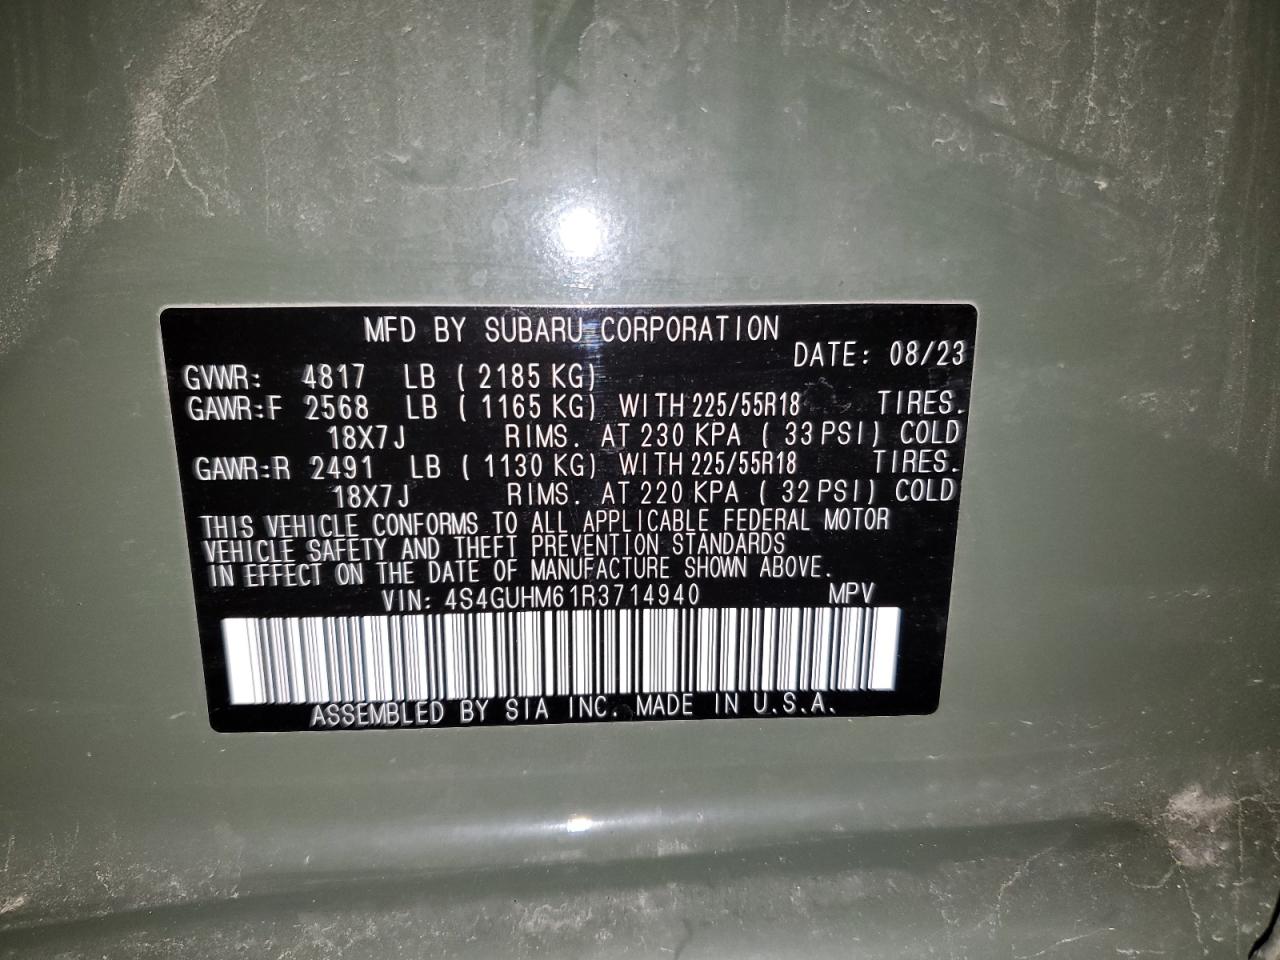 MFD BY SUBARU CORPORATION
DATE: 08/23
GVWR: 4817 LB ( 2185 KG)
GAWR:F 2568 LB ( 1165 KG) WITH 225/55R18 TIRES.
18X7J RIMS. AT 230 KPA ( 33 PSI) COLD
GAWR:R 2491 LB ( 1130 KG) WITH 225/55R18 TIRES.
18X7J RIMS. AT 220 KPA ( 32 PSI) COLD
THIS VEHICLE CONFORMS TO ALL APPLICABLE FEDERAL MOTOR
VEHICLE SAFETY AND THEFT PREVENTION STANDARDS
IN EFFECT ON THE DATE OF MANUFACTURE SHOWN ABOVE.
VIN: 4S4GUHM61R3714940 MPV
ASSEMBLED BY SIA INC. MADE IN U.S.A.